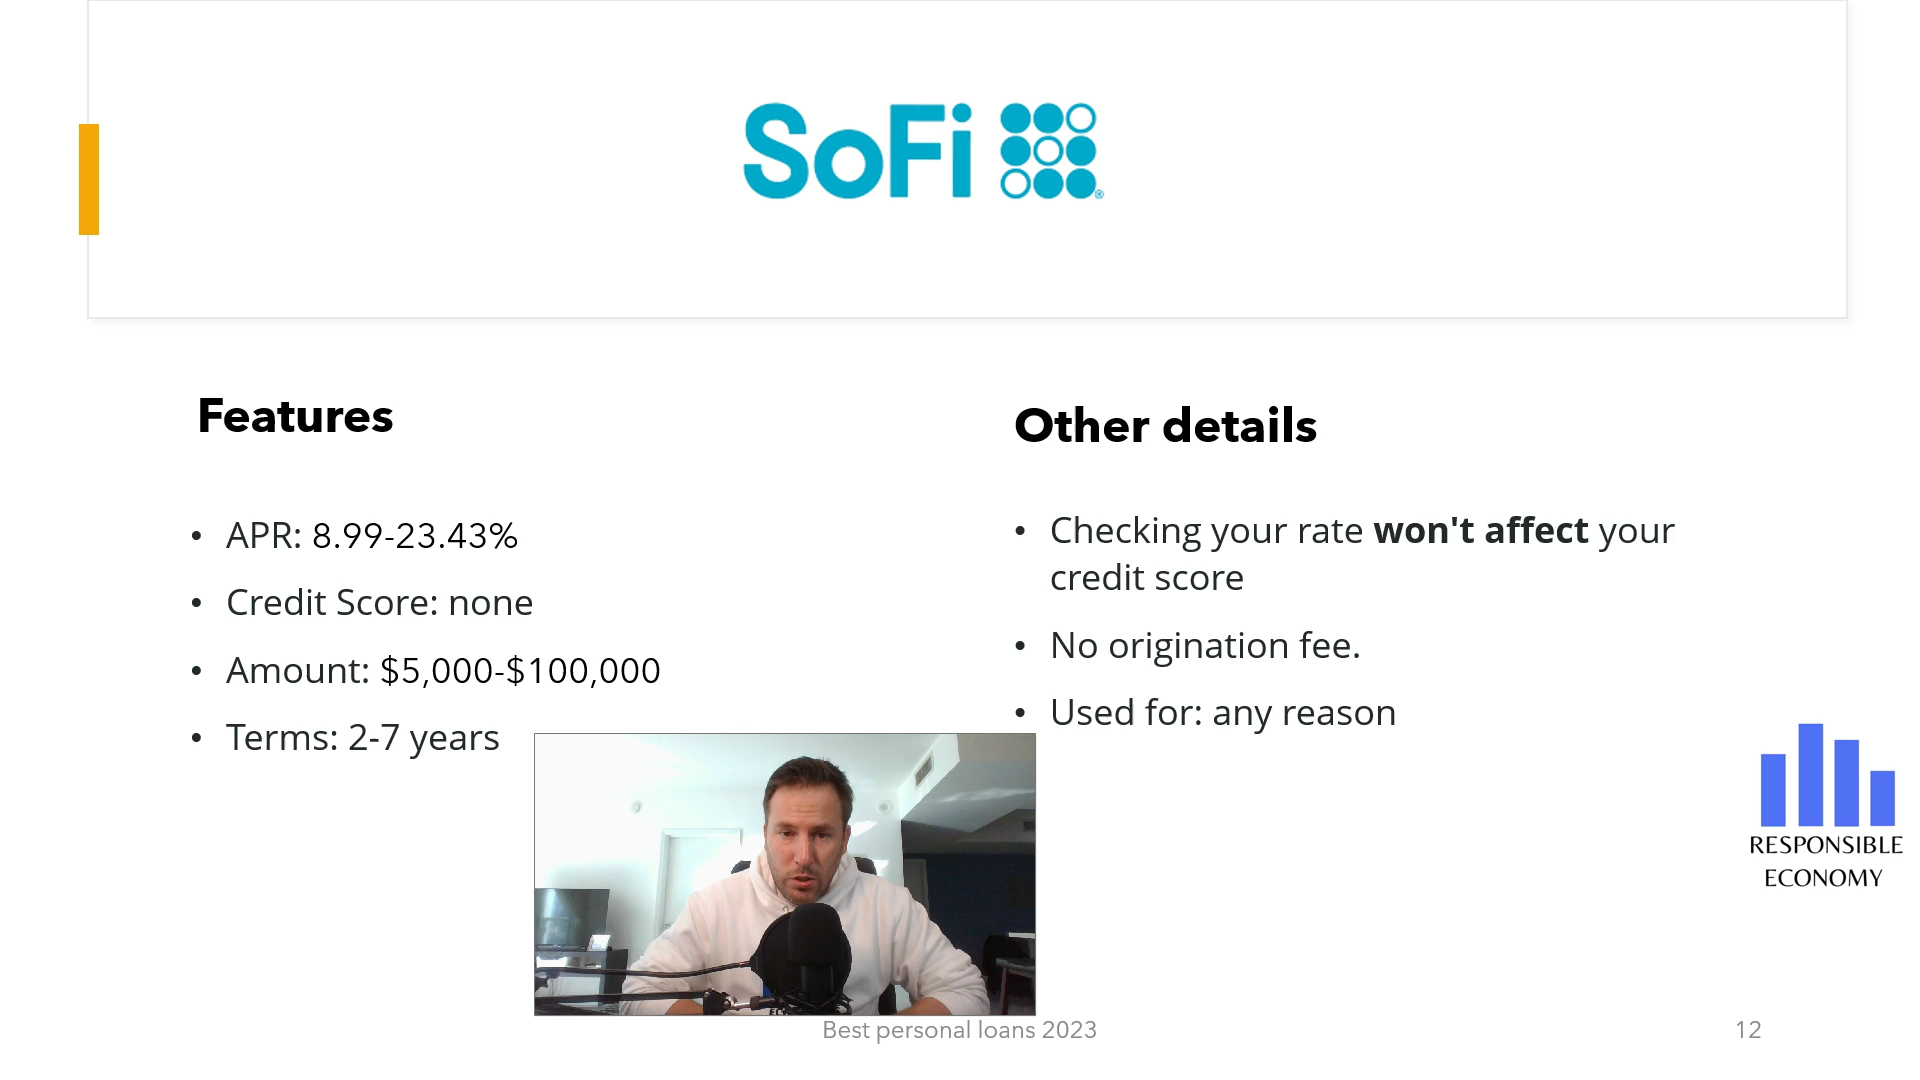 SoFi
Features
• APR: 8.99-23.43%
• Credit Score: none
• Amount: $5,000-$100,000
• Terms: 2-7 years
Other details
• Checking your rate won't affect your
credit score
• No origination fee.
• Used for: any reason
RESPONSIBLE
ECONOMY
Best personal loans 2023
12